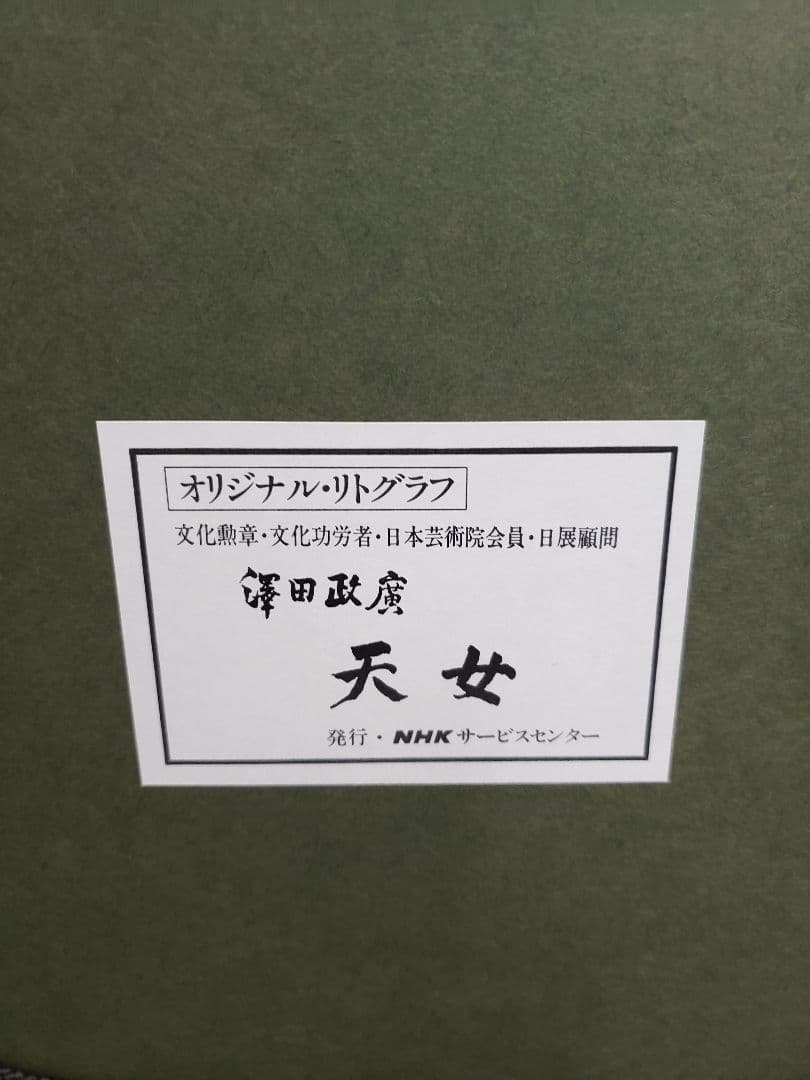 オリジナル・リトグラフ
文化勲章・文化功労者・日本芸術院会員・日展顧問
澤田政廣
天女
発行・NHKサービスセンター